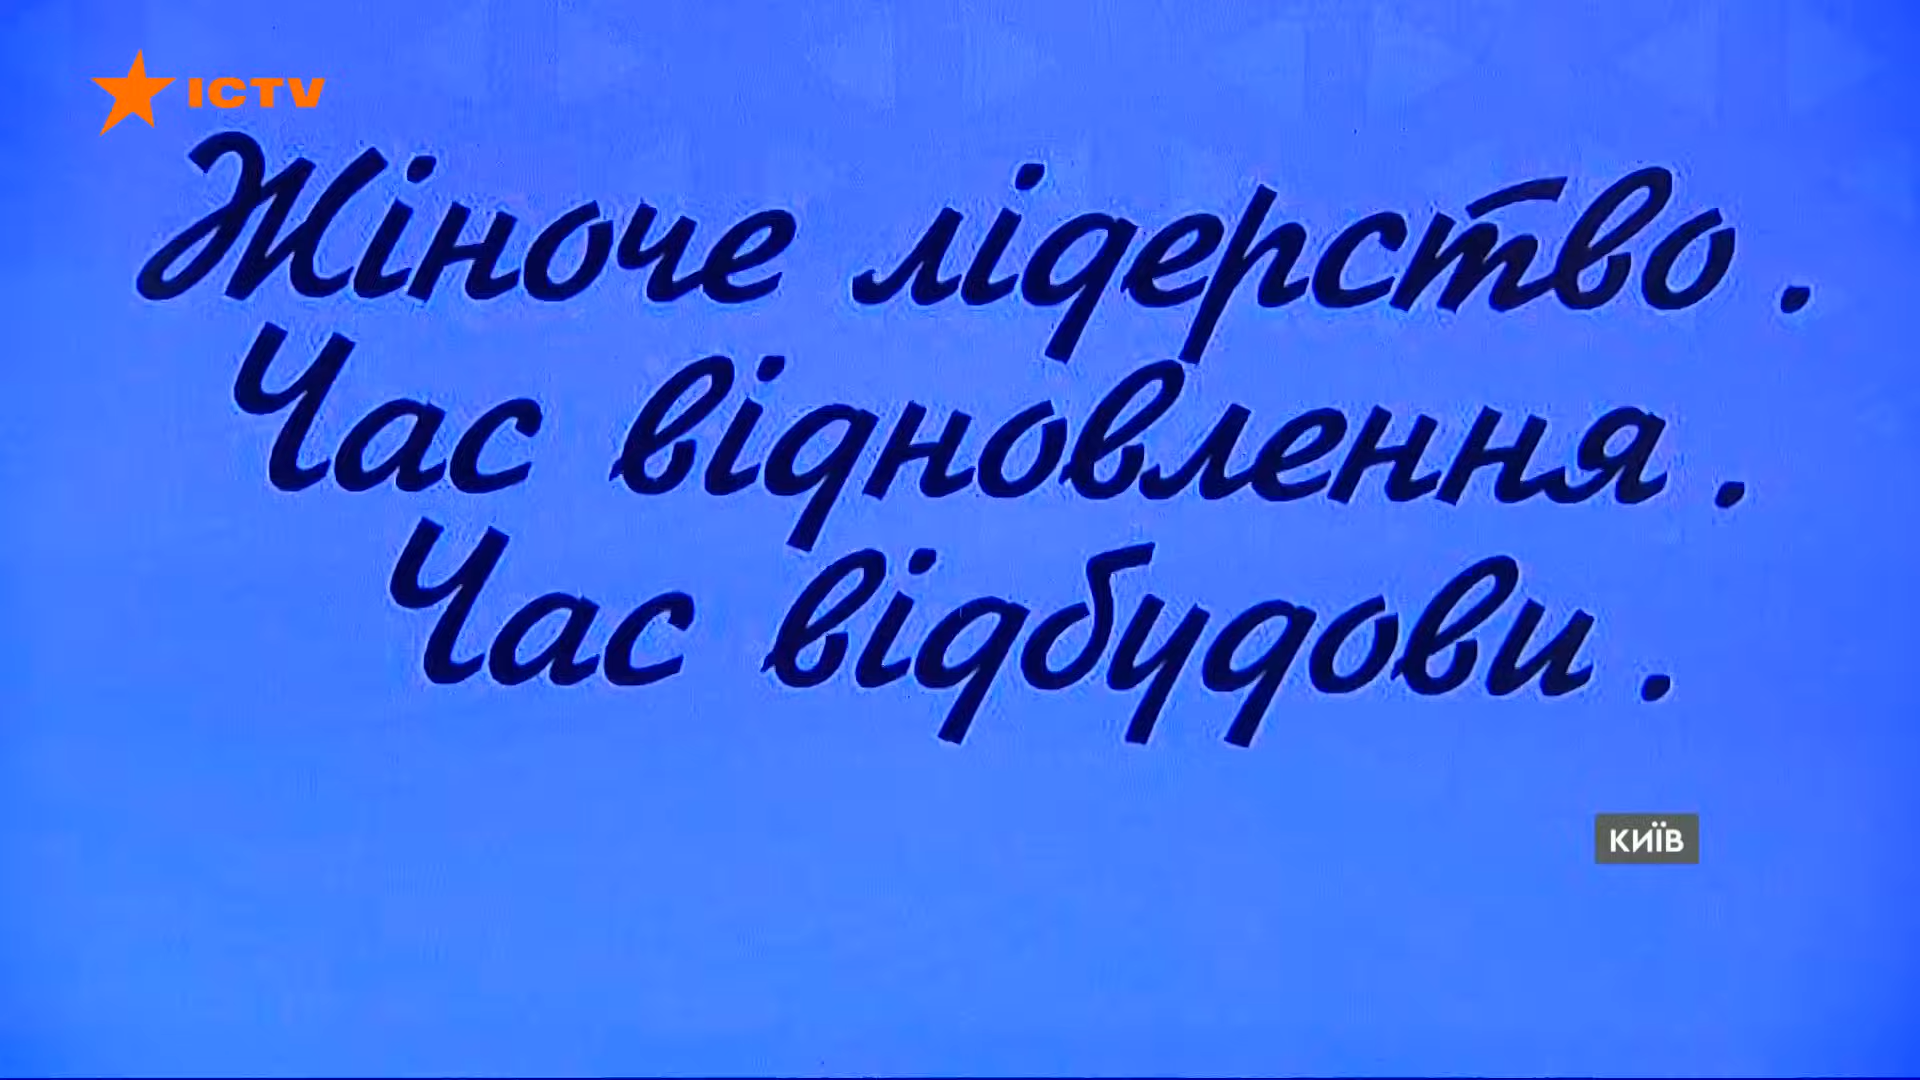 ICTV
Жіноче лідерство.
Час відновлення.
Час відбудови.
КИЇВ